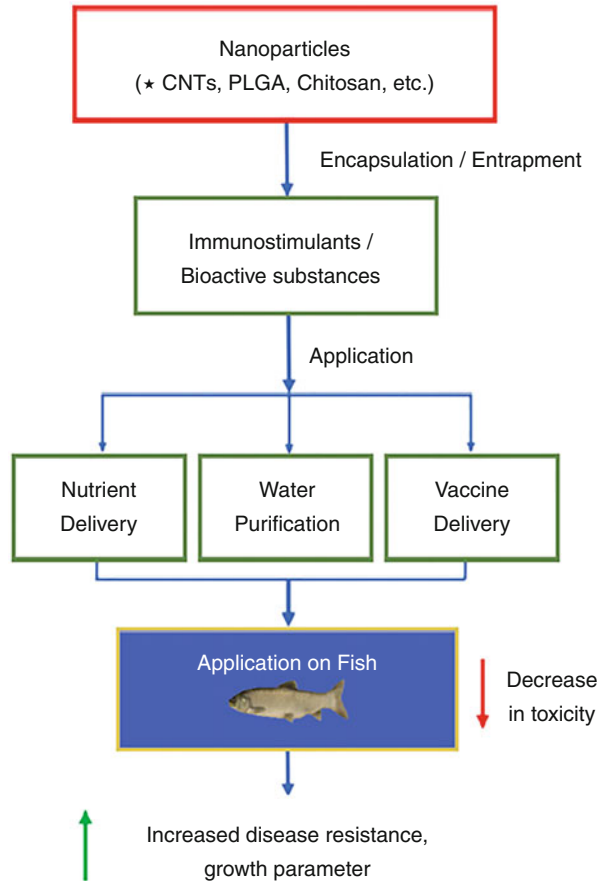 Nanoparticles
(★ CNTs, PLGA, Chitosan, etc.)
Encapsulation / Entrapment
Immunostimulants /
Bioactive substances
Application
Nutrient
Delivery
Water
Purification
Vaccine
Delivery
Application on Fish
Decrease
in toxicity
Increased disease resistance,
growth parameter